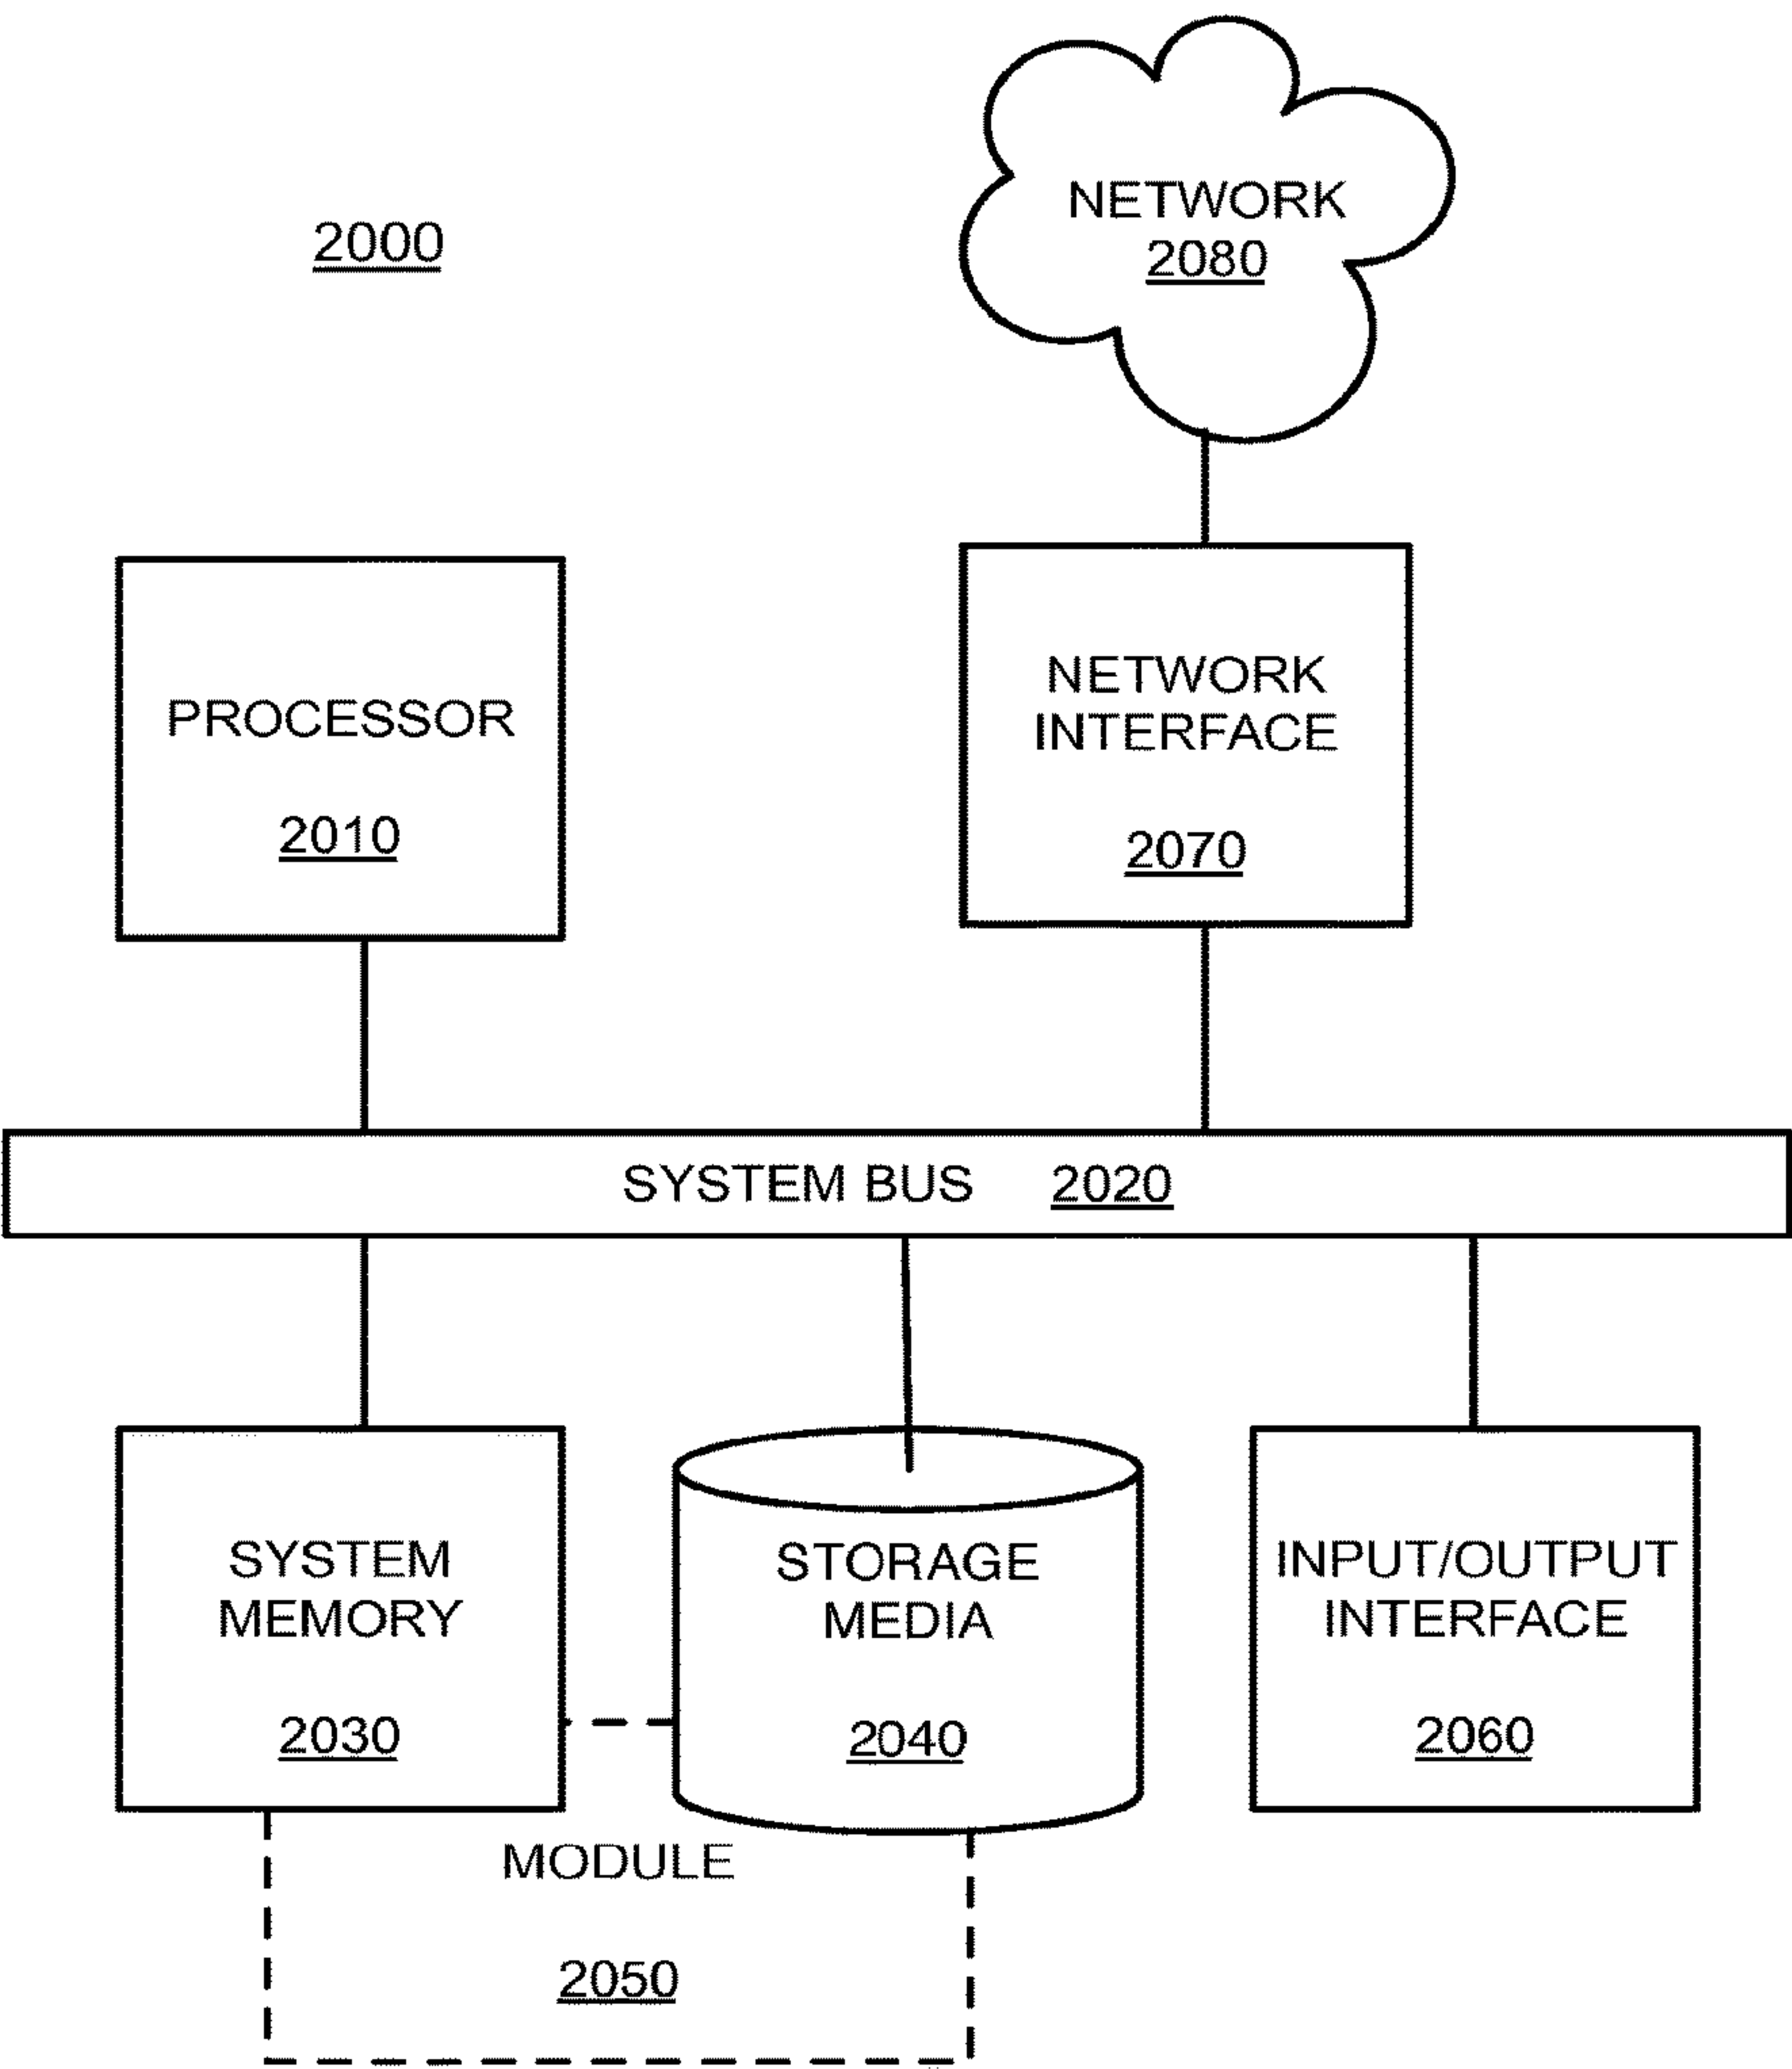 2000
NETWORK
2080
PROCESSOR
2010
NETWORK
INTERFACE
2070
SYSTEM BUS 2020
SYSTEM
MEMORY
2030
STORAGE
MEDIA
2040
INPUT/OUTPUT
INTERFACE
2060
MODULE
2050